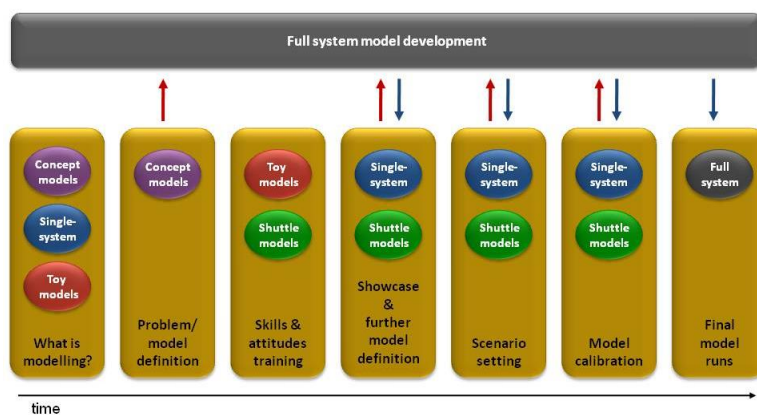 Full system model development
Concept
models
Single-
system
Toy
models
What is
modelling?
Concept
models
Problem/
model
definition
Toy
models
Shuttle
models
Skills &
attitudes
training
Single-
system
Shuttle
models
Showcase
&
further
model
definition
Single-
system
Shuttle
models
Scenario
setting
Single-
system
Shuttle
models
Model
calibration
Full
system
Final
model
runs
time